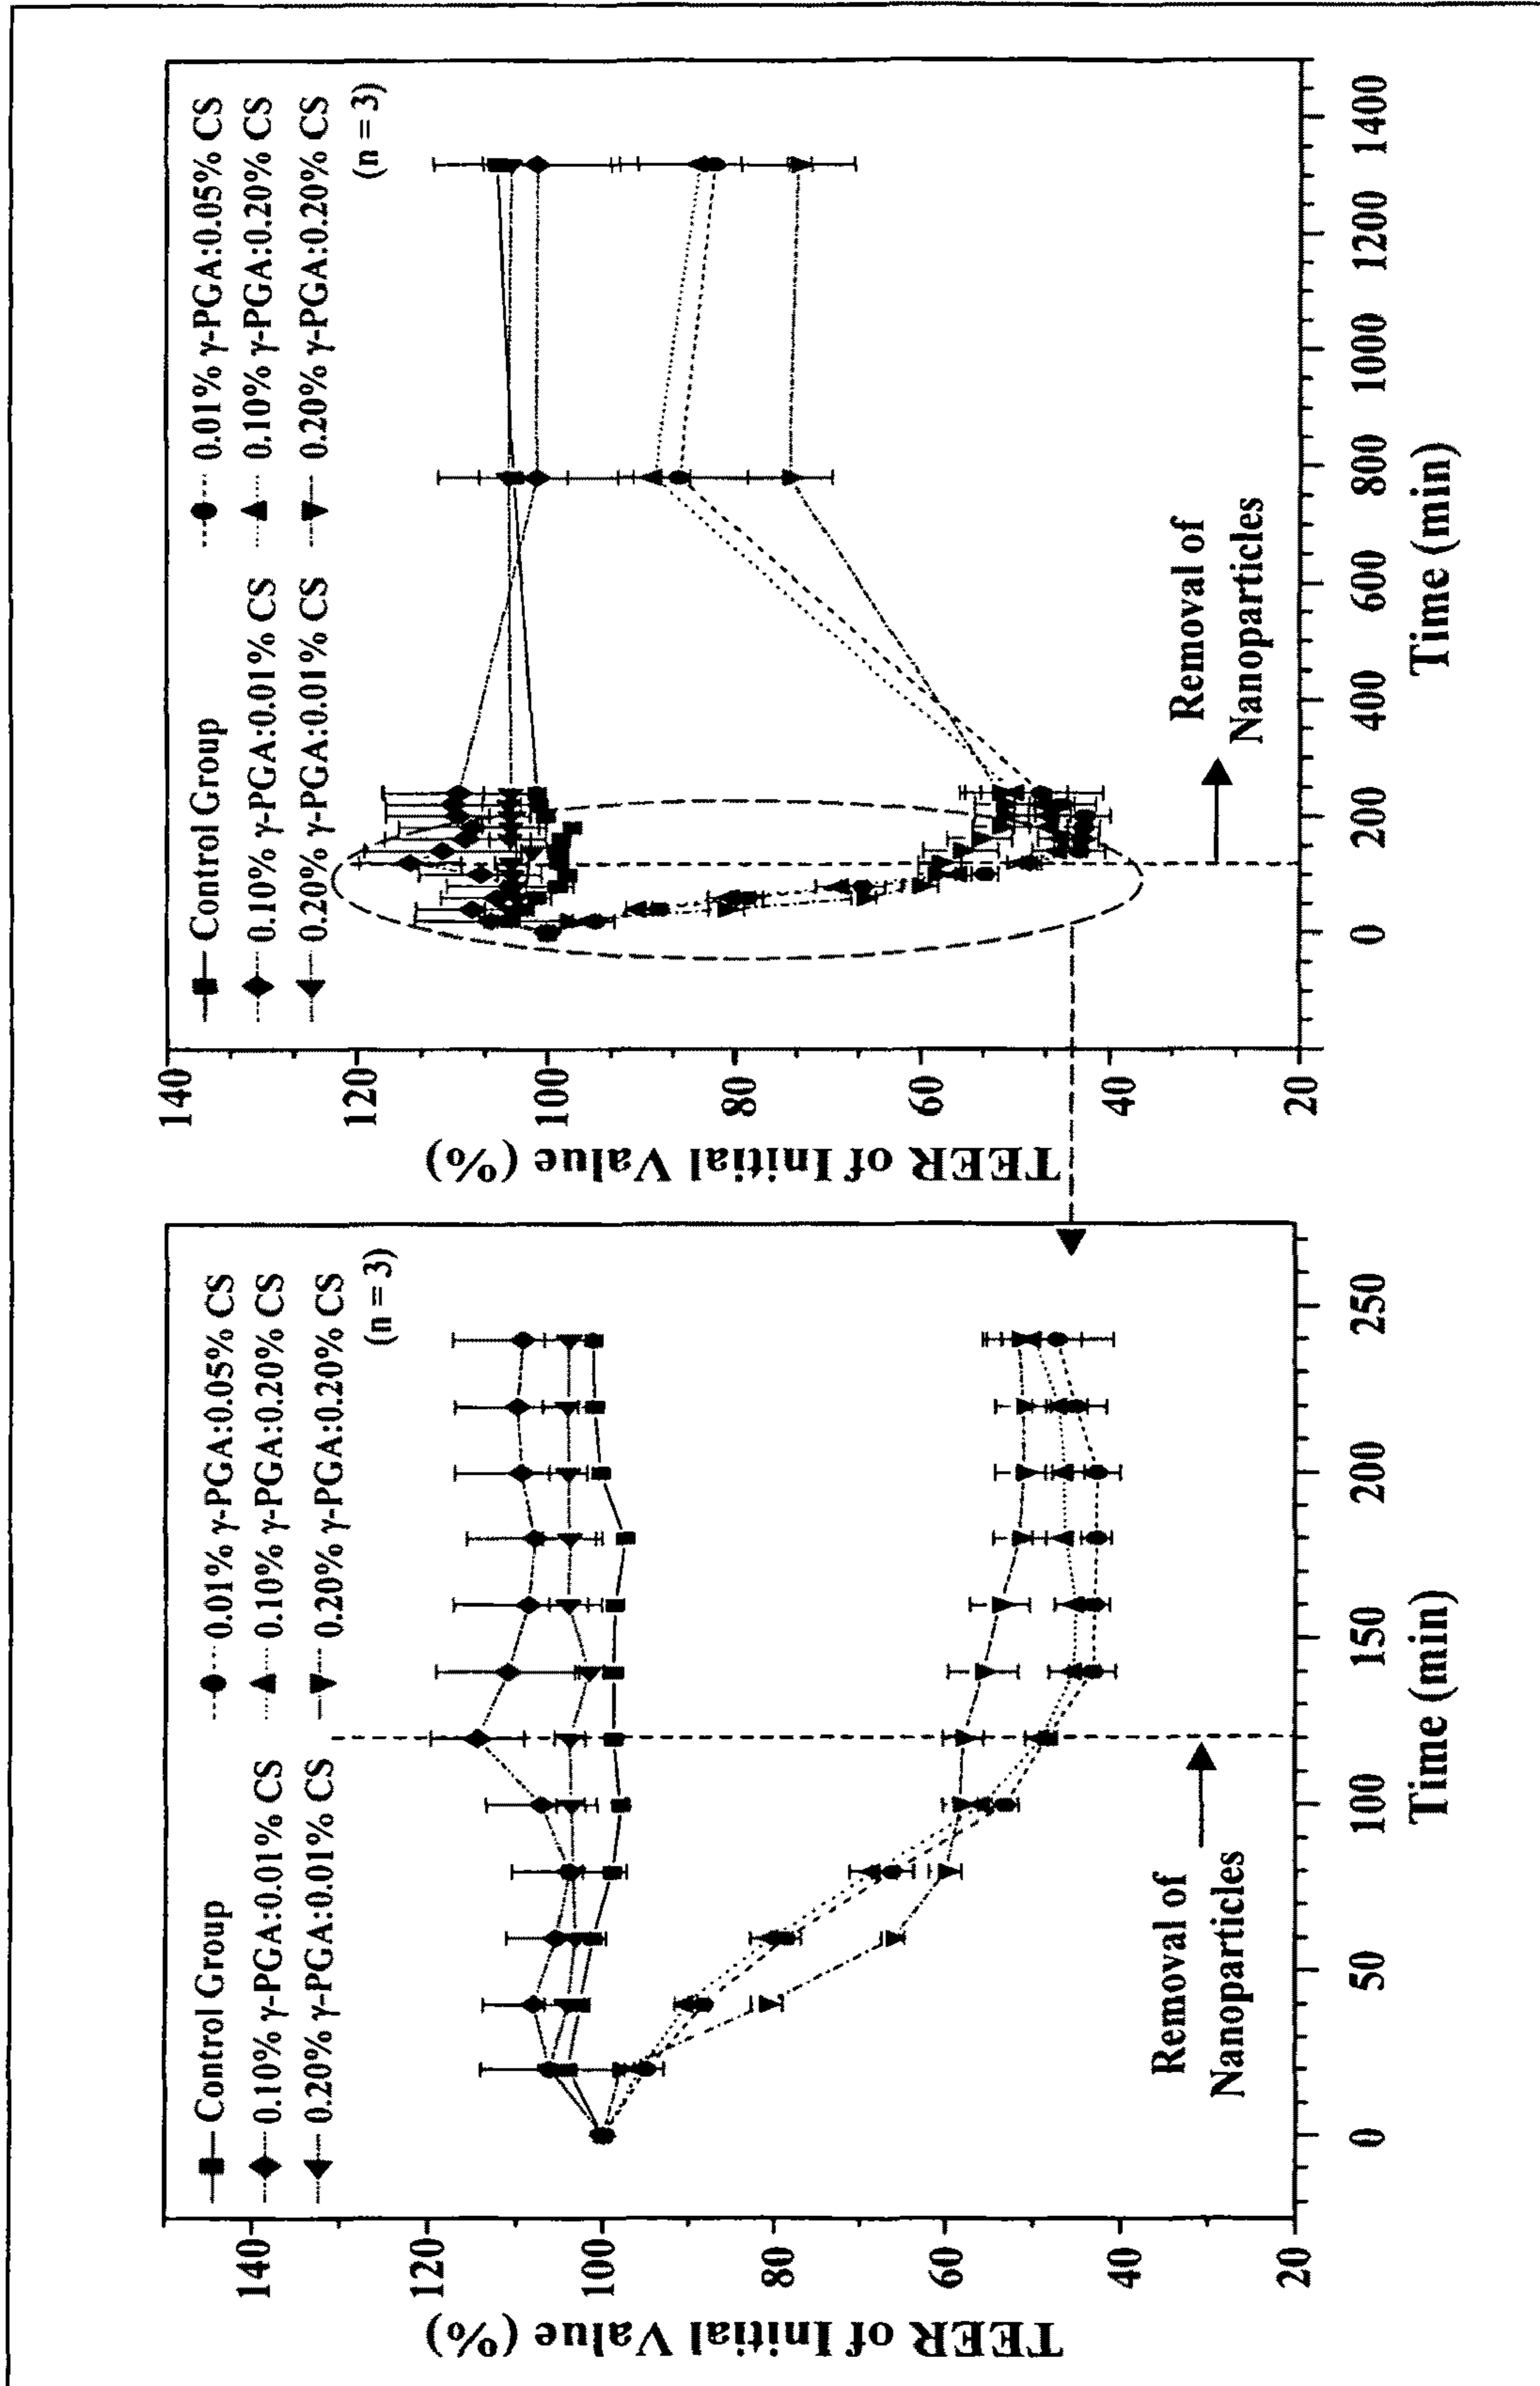 TEER of Initial Value (%)
140
120
100
80
60
40
20
Control Group
0.10% γ-PGA:0.01% CS
0.20% γ-PGA:0.01% CS
0.01% γ-PGA:0.05% CS
0.10% γ-PGA:0.20% CS
0.20% γ-PGA:0.20% CS
(n = 3)
Removal of
Nanoparticles
0
50
100
150
200
250
Time (min)
TEER of Initial Value (%)
140
120
100
80
60
40
20
Control Group
0.10% γ-PGA:0.01% CS
0.20% γ-PGA:0.01% CS
0.01% γ-PGA:0.05% CS
0.10% γ-PGA:0.20% CS
0.20% γ-PGA:0.20% CS
(n = 3)
Removal of
Nanoparticles
0
200
400
600
800
1000
1200
1400
Time (min)